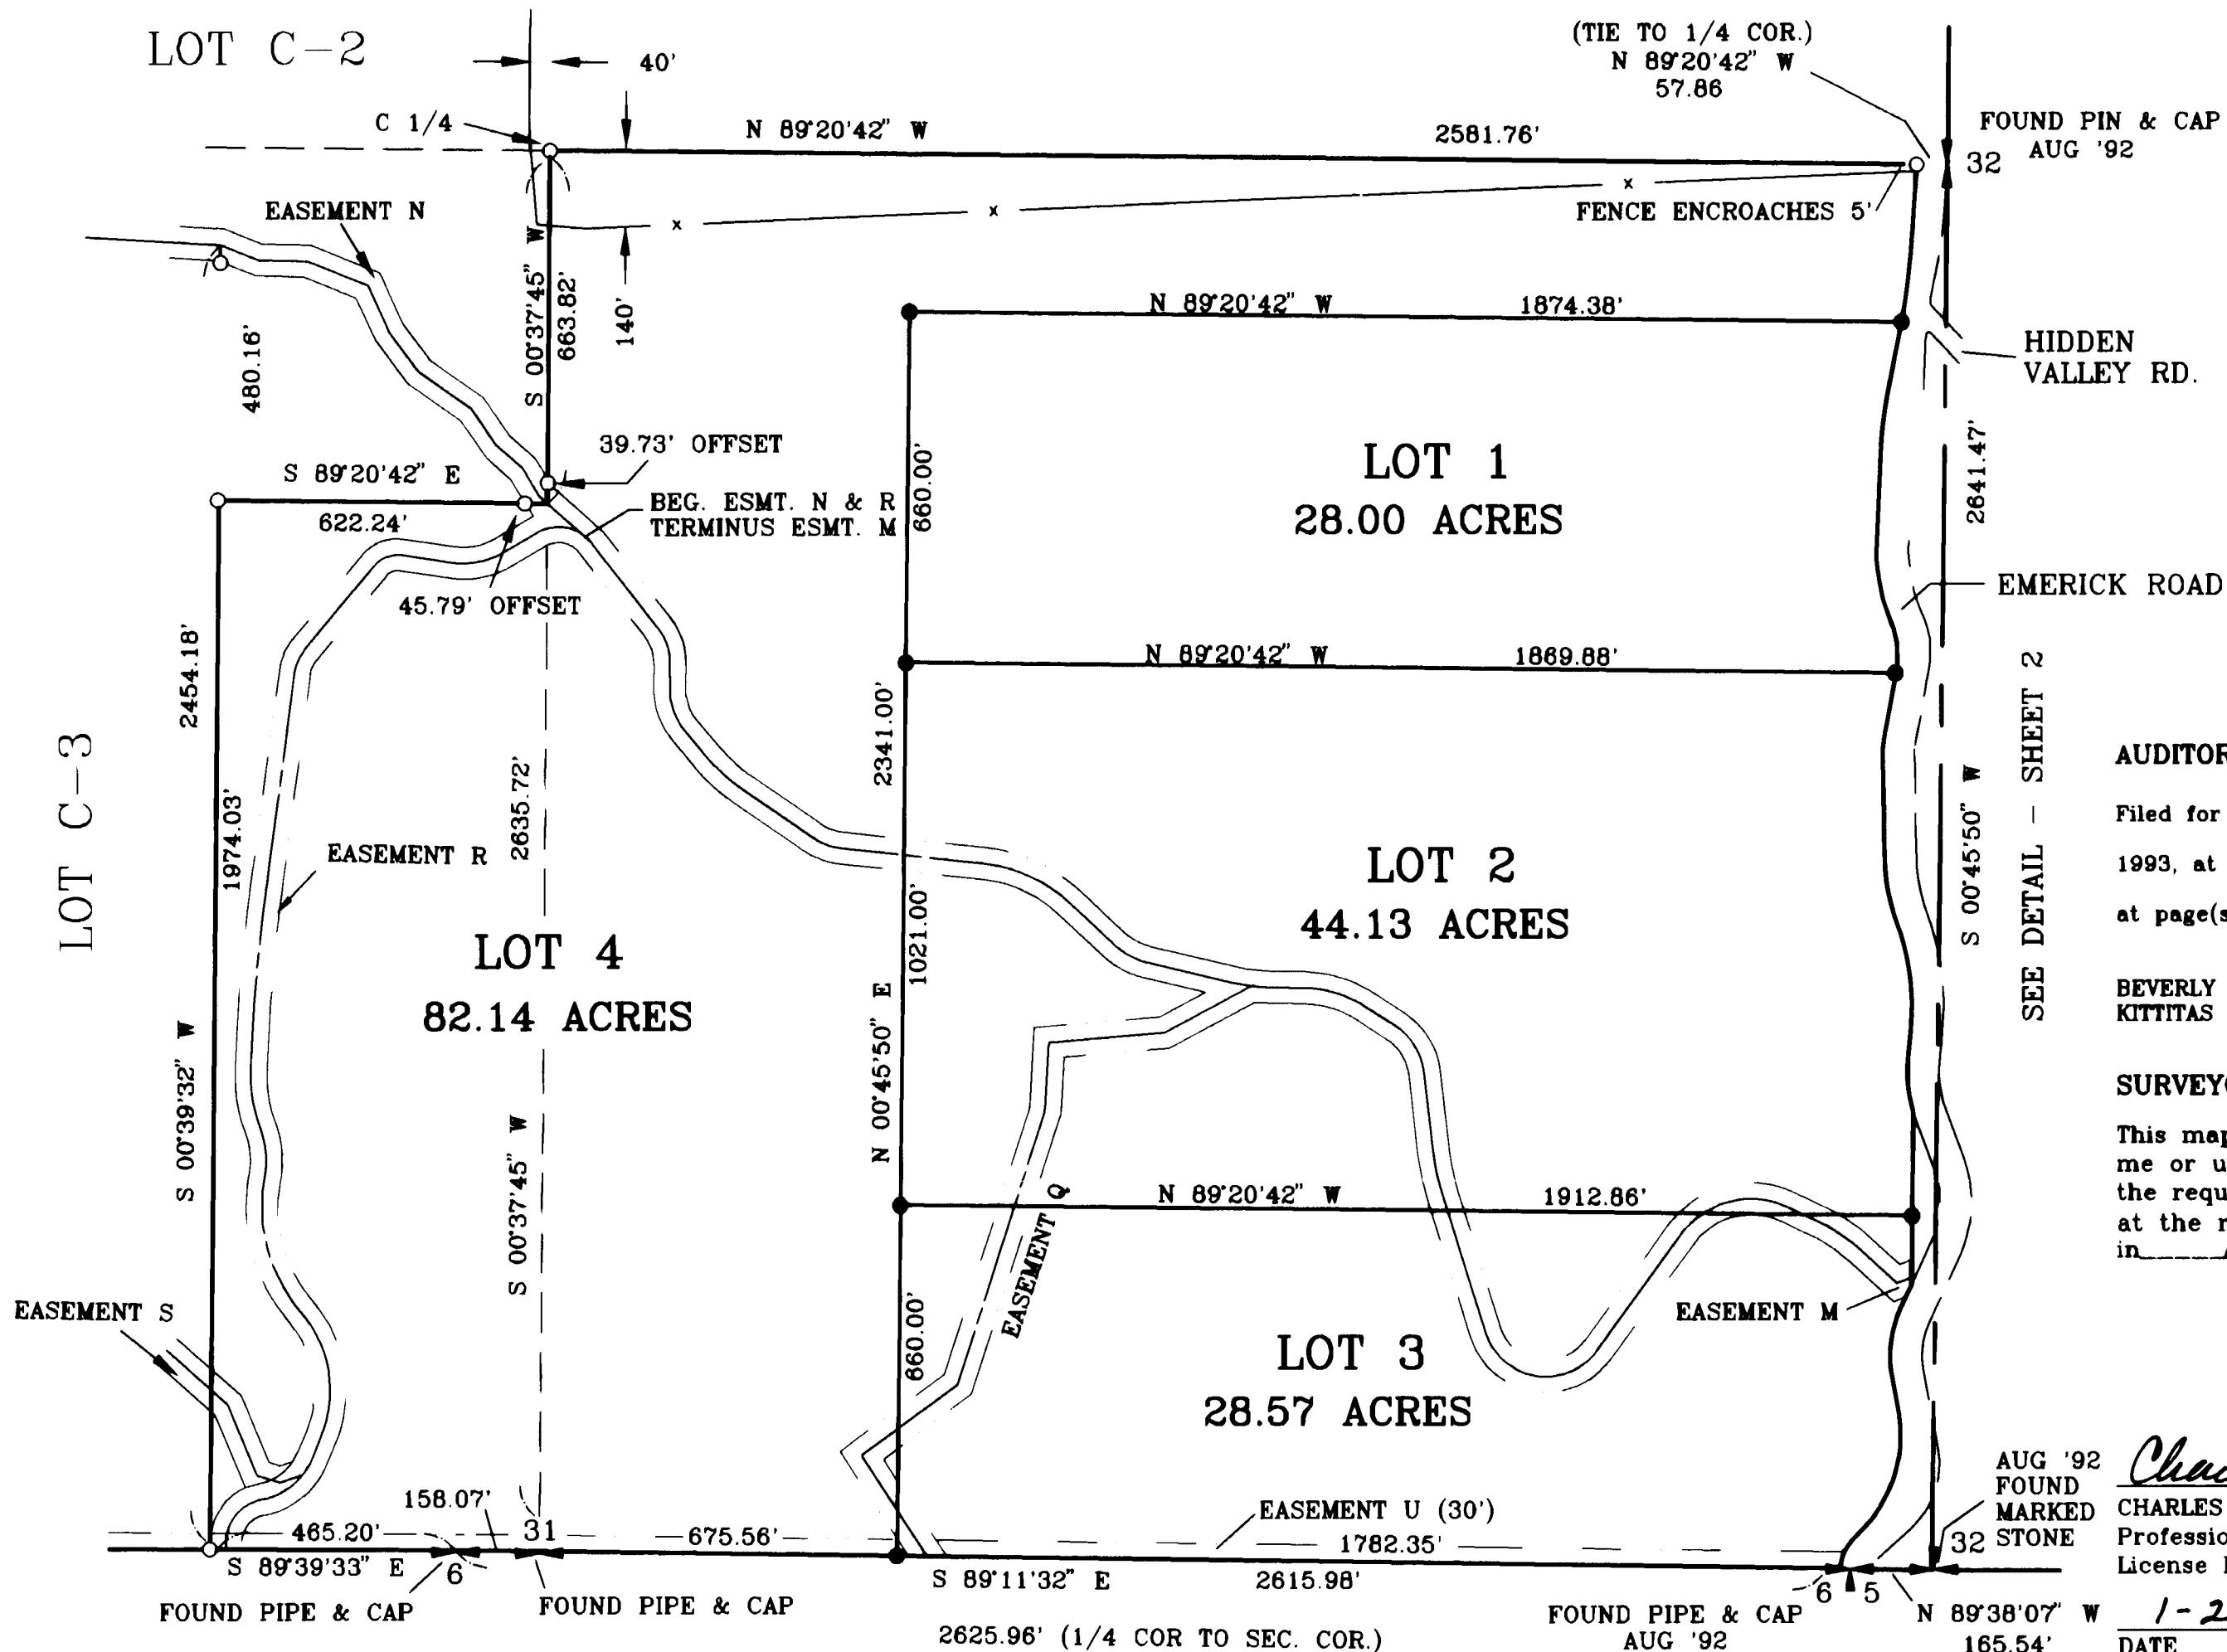 LOT C-2
40'
(TIE TO 1/4 COR.)
N 89°20'42" W
57.86
C 1/4
N 89°20'42" W
2581.76'
FOUND PIN & CAP
AUG '92
32
EASEMENT N
FENCE ENCROACHES 5'
S 00°37'45" W
663.82'
140'
N 89°20'42" W
1874.38'
HIDDEN
VALLEY RD.
480.16'
39.73' OFFSET
S 89°20'42" E
622.24'
BEG. ESMT. N & R
TERMINUS ESMT. M
660.00'
LOT 1
28.00 ACRES
2641.47'
45.79' OFFSET
EMERICK ROAD
2454.18'
N 89°20'42" W
1869.88'
2341.00'
SEE DETAIL - SHEET 2
S 00°45'50" W
LOT C-3
1974.03'
2635.72'
EASEMENT R
AUDITOR
Filed for
1993, at
at page(s
BEVERLY
KITTITAS
LOT 2
44.13 ACRES
1021.00'
LOT 4
82.14 ACRES
N 00°45'50" E
S 00°39'32" W
S 00°37'45" W
SURVEYO
This map
me or u
the requ
at the r
in
EASEMENT Q
N 89°20'42" W
1912.86'
EASEMENT S
660.00'
EASEMENT M
LOT 3
28.57 ACRES
158.07'
465.20'
31
675.56'
EASEMENT U (30')
1782.35'
AUG '92
FOUND
MARKED
STONE
32
CHARLES
Professio
License
S 89°39'33" E
6
S 89°11'32" E
2615.98'
6
5
N 89°38'07" W
165.54'
FOUND PIPE & CAP
FOUND PIPE & CAP
2625.96' (1/4 COR TO SEC. COR.)
FOUND PIPE & CAP
AUG '92
1-2
DATE